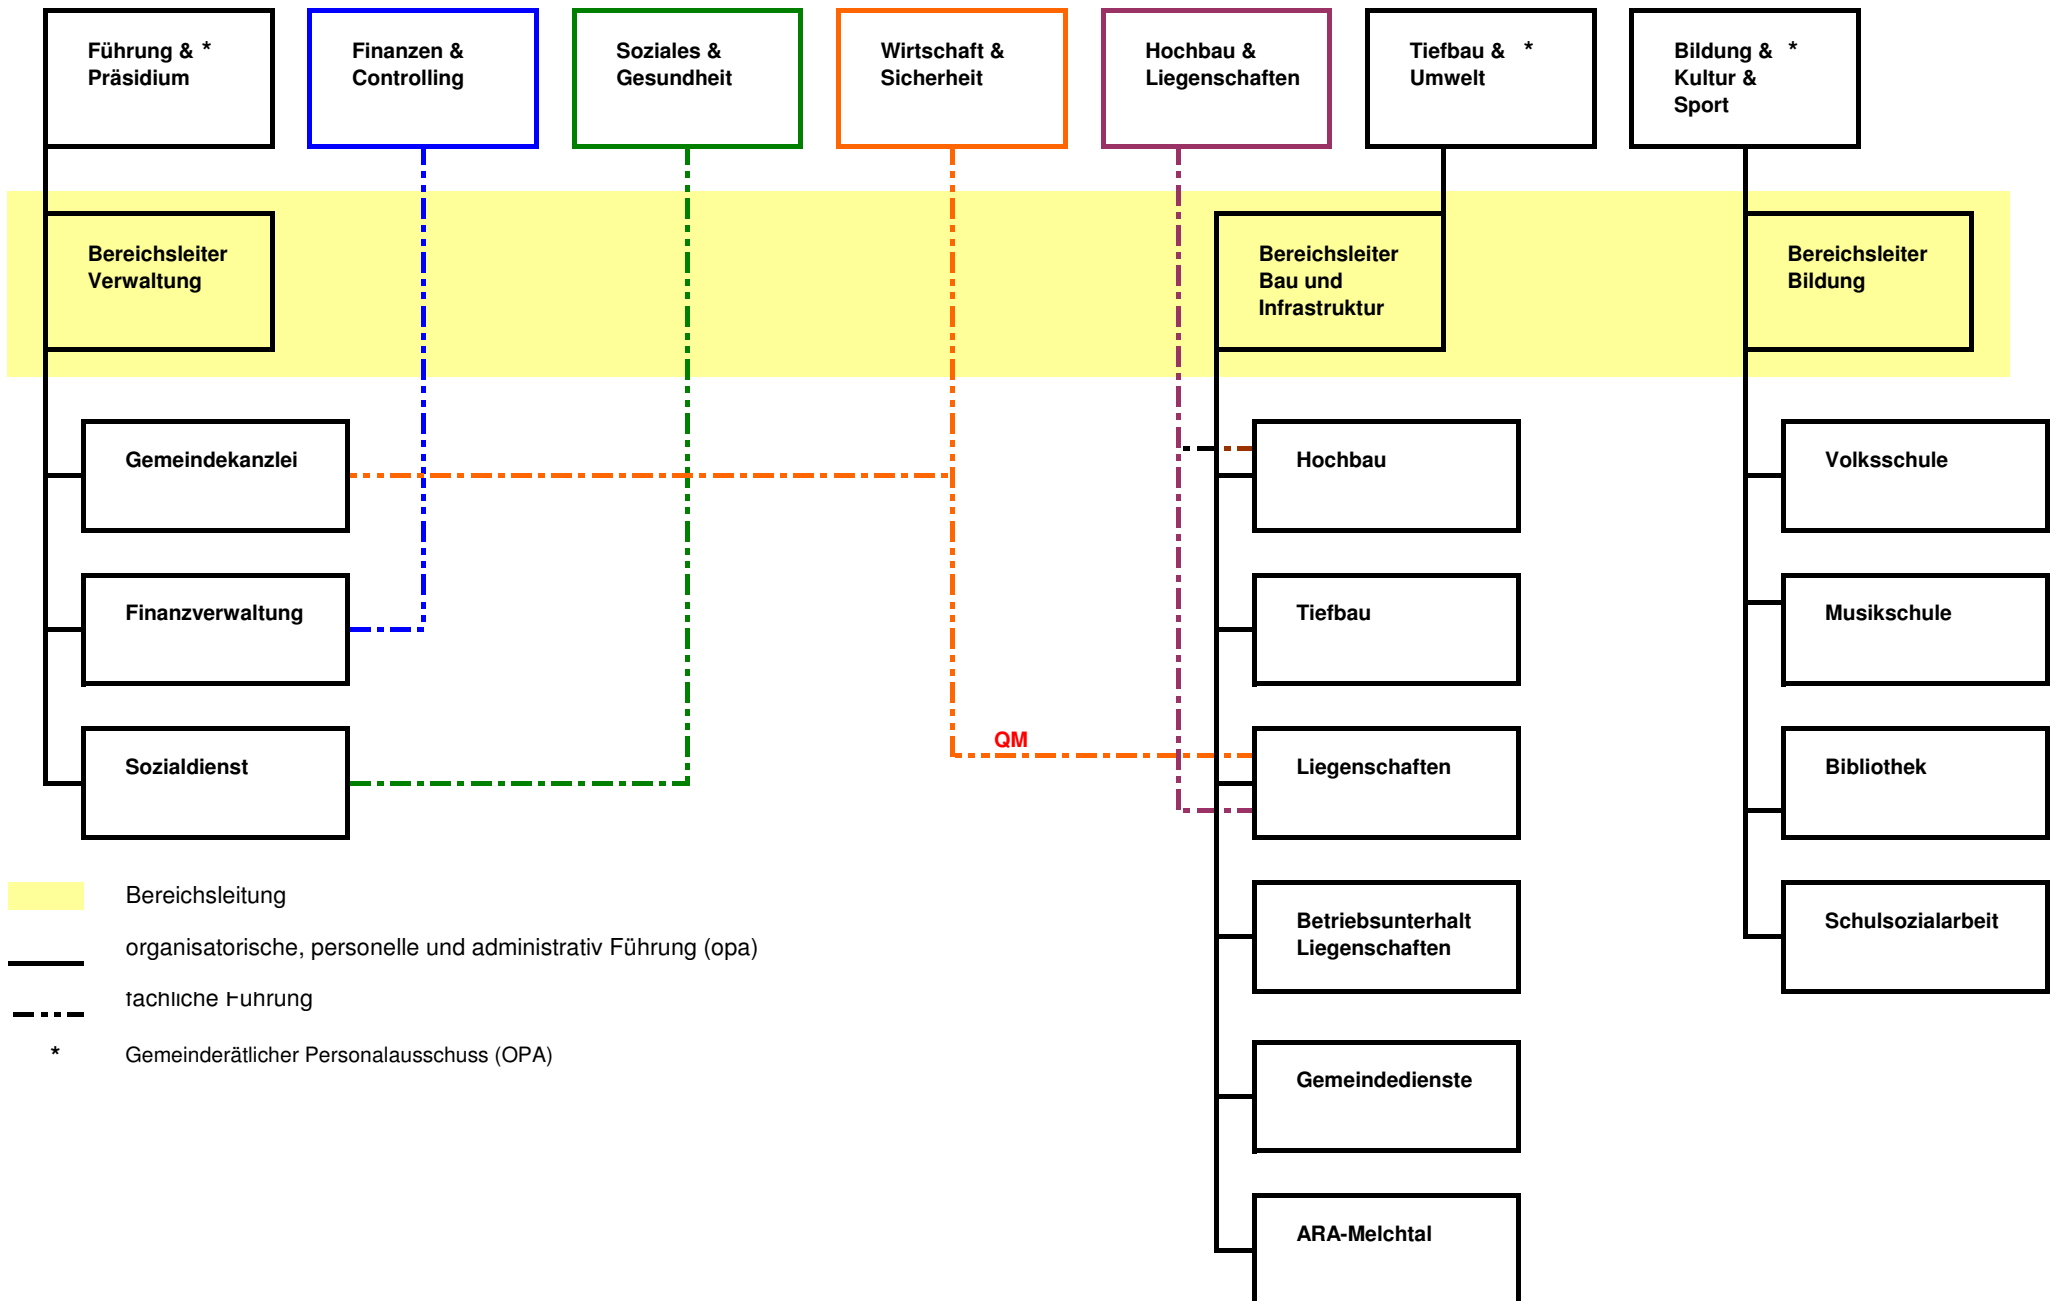 Führung & *
Präsidium
Finanzen &
Controlling
Soziales &
Gesundheit
Wirtschaft &
Sicherheit
Hochbau &
Liegenschaften
Tiefbau & *
Umwelt
Bildung & *
Kultur &
Sport
Bereichsleiter
Verwaltung
Bereichsleiter
Bau und
Infrastruktur
Bereichsleiter
Bildung
Gemeindekanzlei
Hochbau
Volksschule
Finanzverwaltung
Tiefbau
Musikschule
QM
Sozialdienst
Liegenschaften
Bibliothek
Bereichsleitung
Betriebsunterhalt
Liegenschaften
Schulsozialarbeit
organisatorische, personelle und administrativ Führung (opa)
fachliche Führung
* Gemeinderätlicher Personalausschuss (OPA)
Gemeindedienste
ARA-Melchtal